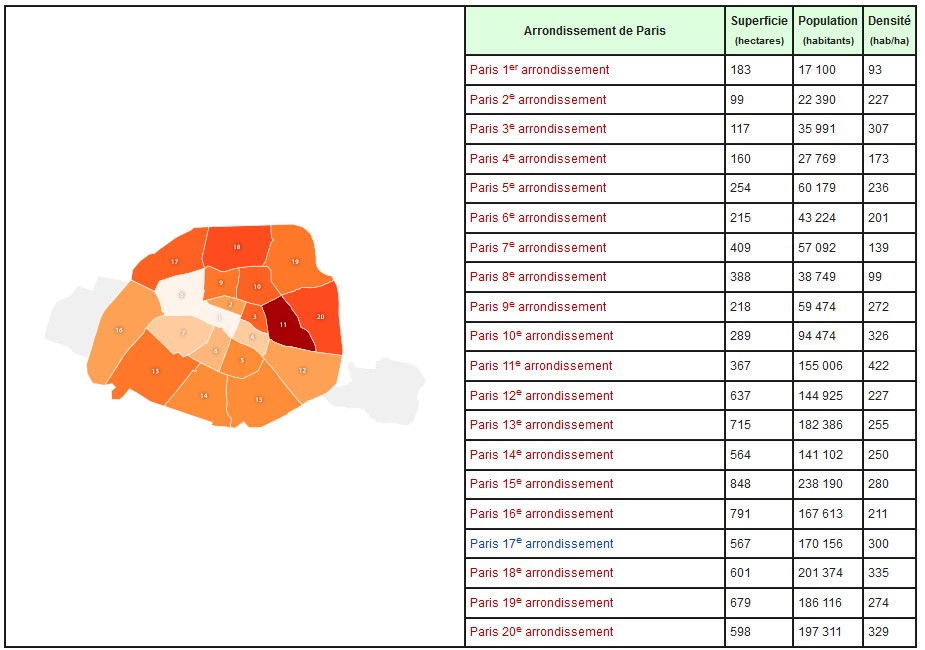 Arrondissement de Paris Superficie (hectares) Population (habitants) Densité (hab/ha)
Paris 1er arrondissement 183 17 100 93
Paris 2e arrondissement 99 22 390 227
Paris 3e arrondissement 117 35 991 307
Paris 4e arrondissement 160 27 769 173
Paris 5e arrondissement 254 60 179 236
Paris 6e arrondissement 215 43 224 201
Paris 7e arrondissement 409 57 092 139
Paris 8e arrondissement 388 38 749 99
Paris 9e arrondissement 218 59 474 272
Paris 10e arrondissement 289 94 474 326
Paris 11e arrondissement 367 155 006 422
Paris 12e arrondissement 637 144 925 227
Paris 13e arrondissement 715 182 386 255
Paris 14e arrondissement 564 141 102 250
Paris 15e arrondissement 848 238 190 280
Paris 16e arrondissement 791 167 613 211
Paris 17e arrondissement 567 170 156 300
Paris 18e arrondissement 601 201 374 335
Paris 19e arrondissement 679 186 116 274
Paris 20e arrondissement 598 197 311 329
18
17
19
9
10
2
3
20
11
16
7
4
6
5
15
12
14
13